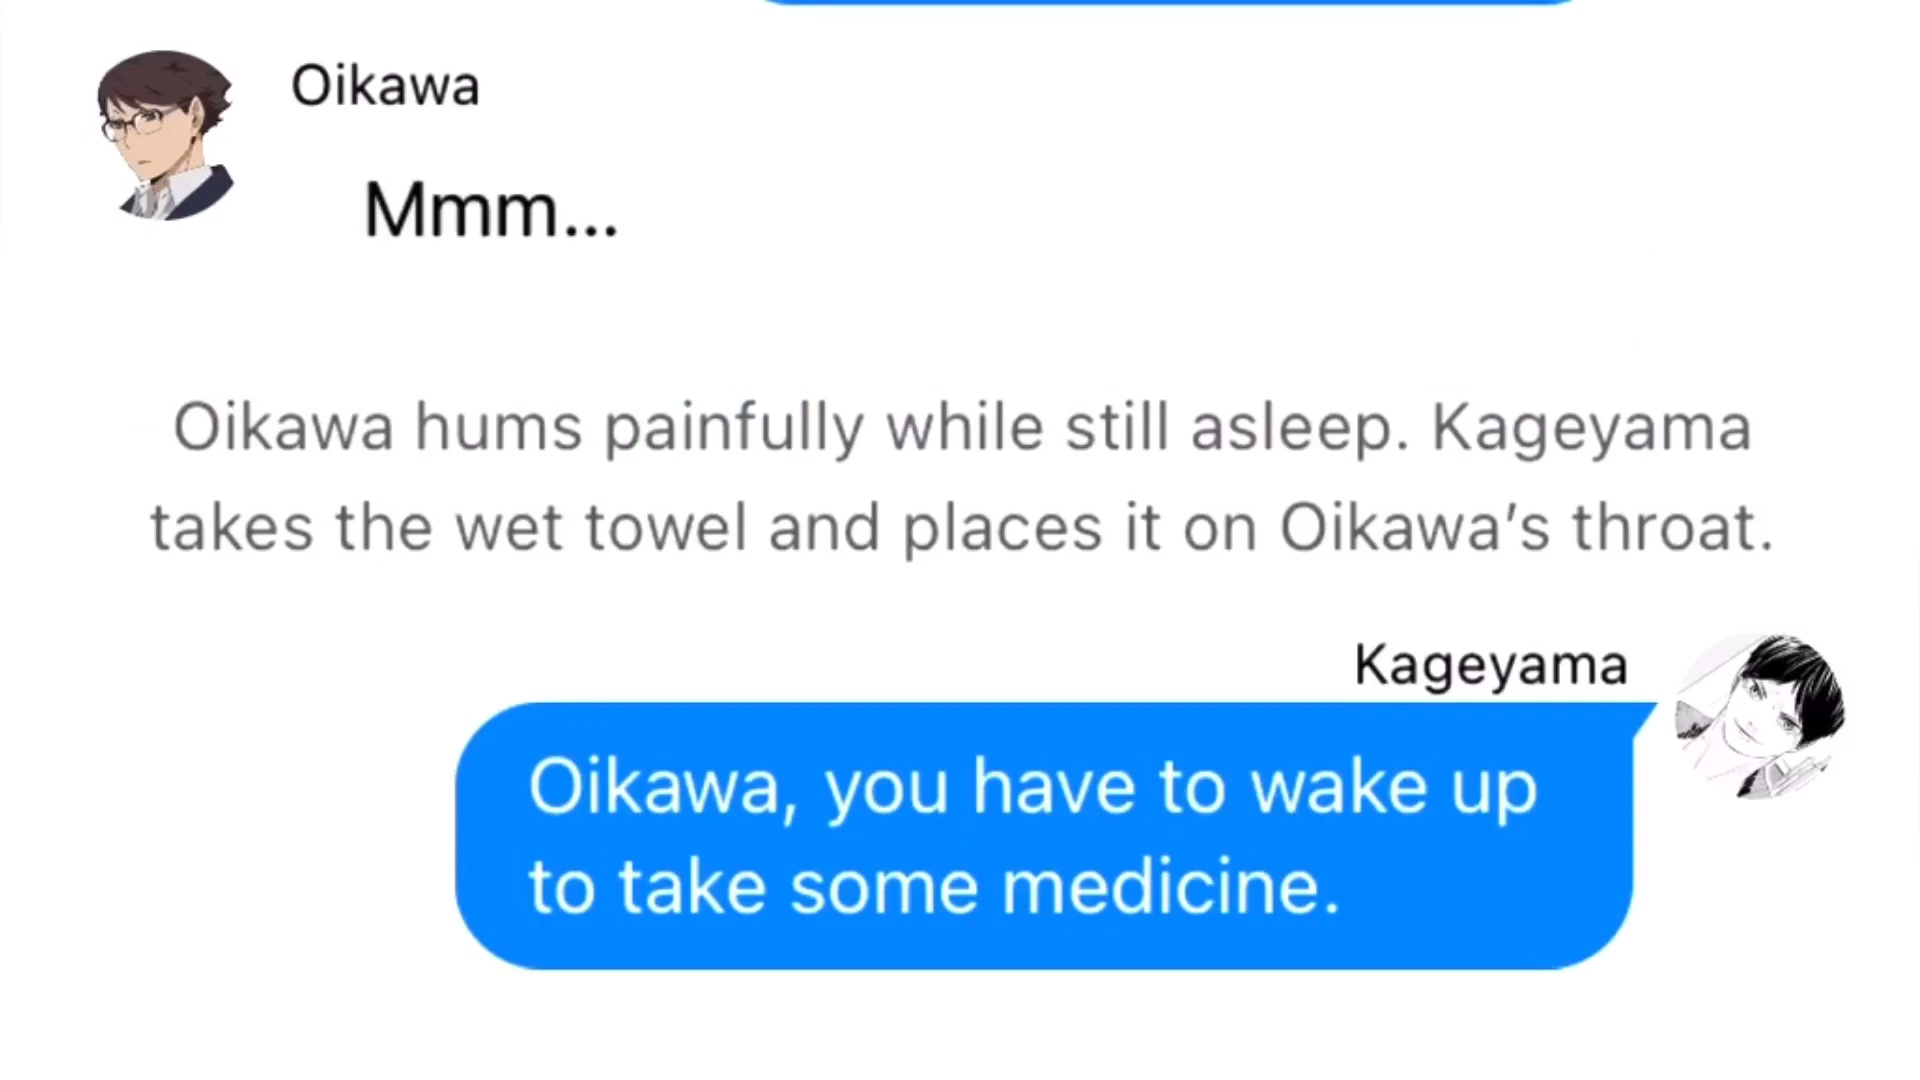 Oikawa
Mmm...
Oikawa hums painfully while still asleep. Kageyama
takes the wet towel and places it on Oikawa's throat.
Kageyama
Oikawa, you have to wake up
to take some medicine.